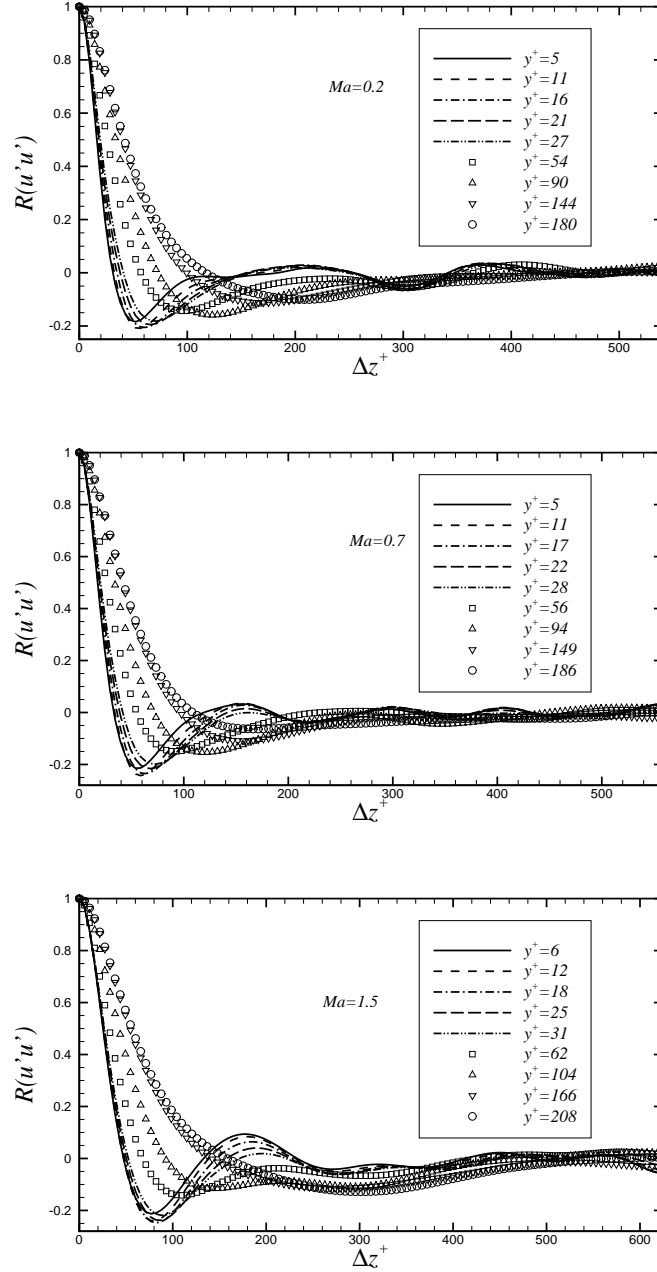 1
0.8
0.6
0.4
0.2
0
-0.2
R(u'u')
0 100 200 300 400 500
Δz⁺
Ma=0.2
y⁺=5
y⁺=11
y⁺=16
y⁺=21
y⁺=27
y⁺=54
y⁺=90
y⁺=144
y⁺=180
1
0.8
0.6
0.4
0.2
0
-0.2
R(u'u')
0 100 200 300 400 500
Δz⁺
Ma=0.7
y⁺=5
y⁺=11
y⁺=17
y⁺=22
y⁺=28
y⁺=56
y⁺=94
y⁺=149
y⁺=186
1
0.8
0.6
0.4
0.2
0
-0.2
R(u'u')
0 100 200 300 400 500 600
Δz⁺
Ma=1.5
y⁺=6
y⁺=12
y⁺=18
y⁺=25
y⁺=31
y⁺=62
y⁺=104
y⁺=166
y⁺=208